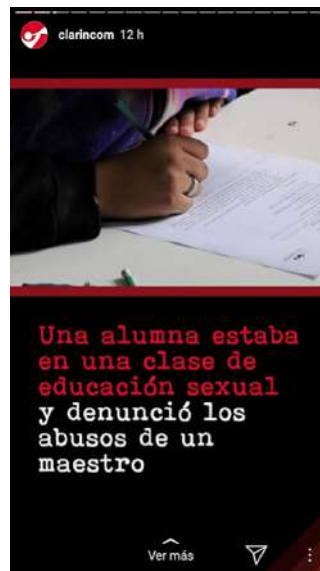 clarincom 12 h
Una alumna estaba
en una clase de
educación sexual
y denunció los
abusos de un
maestro
Ver más